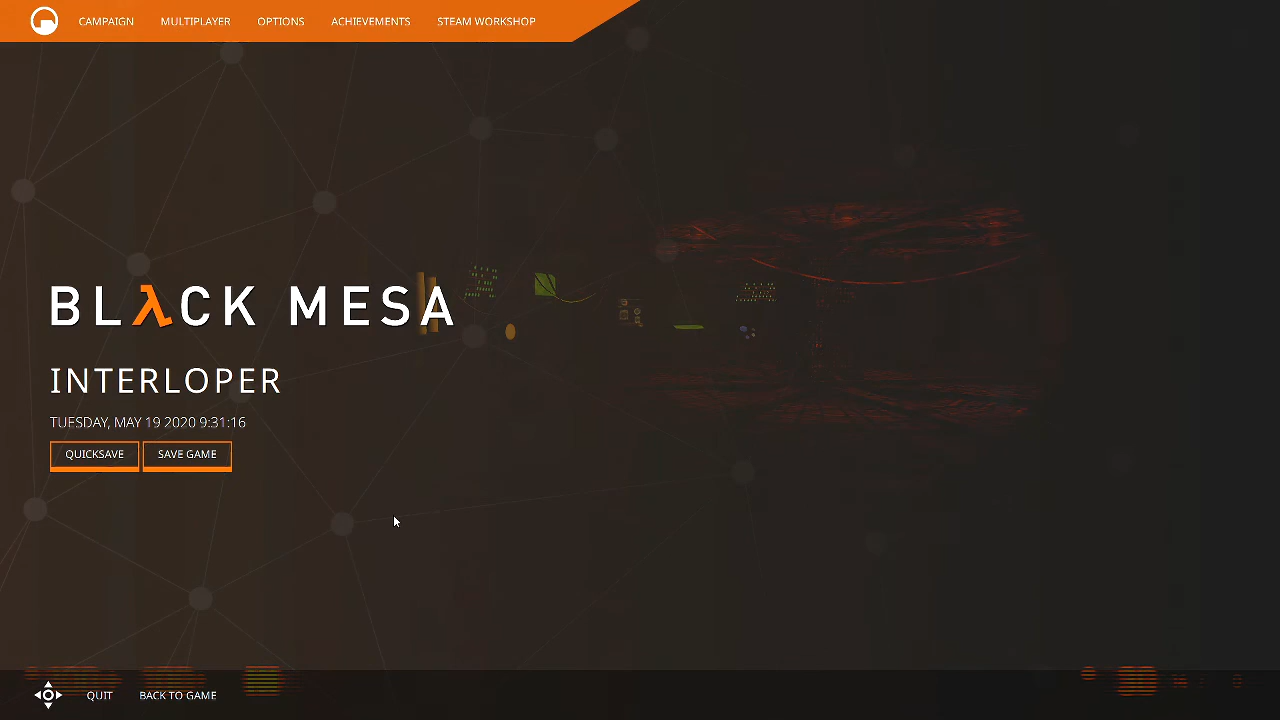 CAMPAIGN MULTIPLAYER OPTIONS ACHIEVEMENTS STEAM WORKSHOP
BLλCK MESA
INTERLOPER
TUESDAY, MAY 19 2020 9:31:16
QUICKSAVE SAVE GAME
QUIT BACK TO GAME